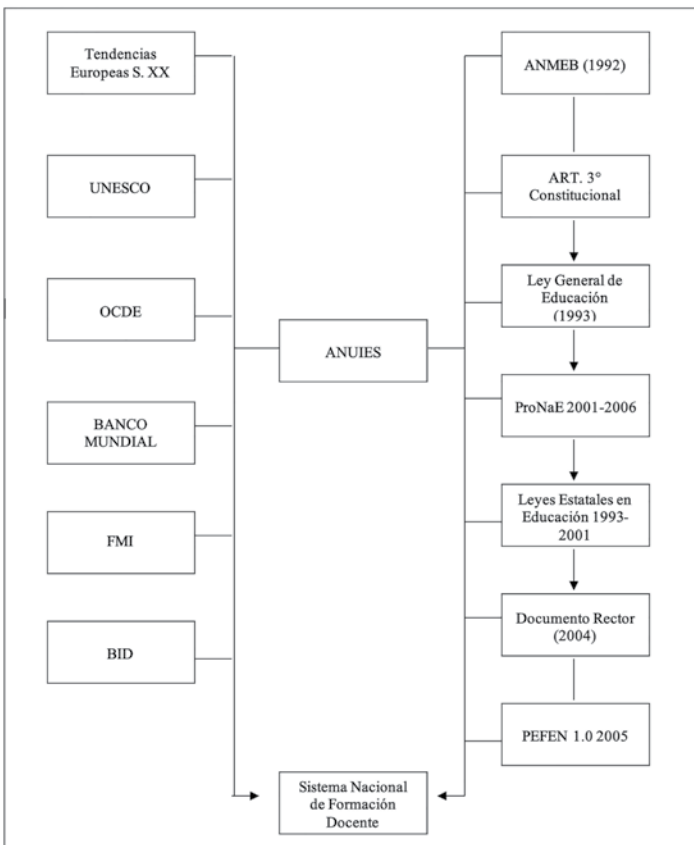 Tendencias
Europeas S. XX
UNESCO
OCDE
BANCO
MUNDIAL
FMI
BID
ANUIES
ANMEB (1992)
ART. 3° 
Constitucional
Ley General de
Educación
(1993)
ProNaE 2001-2006
Leyes Estatales en
Educación 1993-
2001
Documento Rector
(2004)
PEFEN 1.0 2005
Sistema Nacional
de Formación
Docente